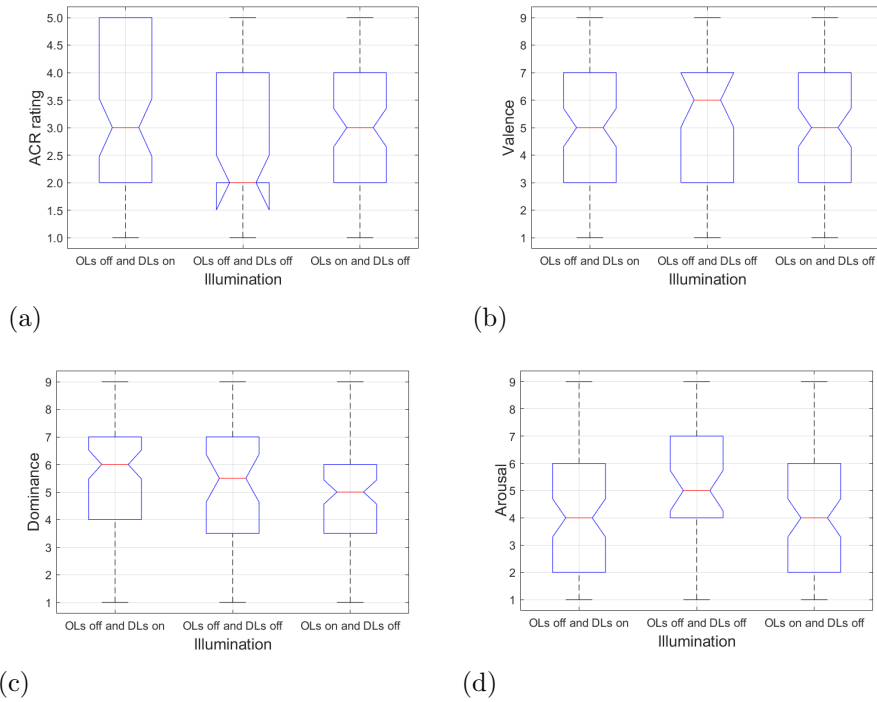 ACR rating
5.0
4.5
4.0
3.5
3.0
2.5
2.0
1.5
1.0
OLs off and DLs on OLs off and DLs off OLs on and DLs off
Illumination
(a)
Valence
9
8
7
6
5
4
3
2
1
OLs off and DLs on OLs off and DLs off OLs on and DLs off
Illumination
(b)
Dominance
9
8
7
6
5
4
3
2
1
OLs off and DLs on OLs off and DLs off OLs on and DLs off
Illumination
(c)
Arousal
9
8
7
6
5
4
3
2
1
OLs off and DLs on OLs off and DLs off OLs on and DLs off
Illumination
(d)